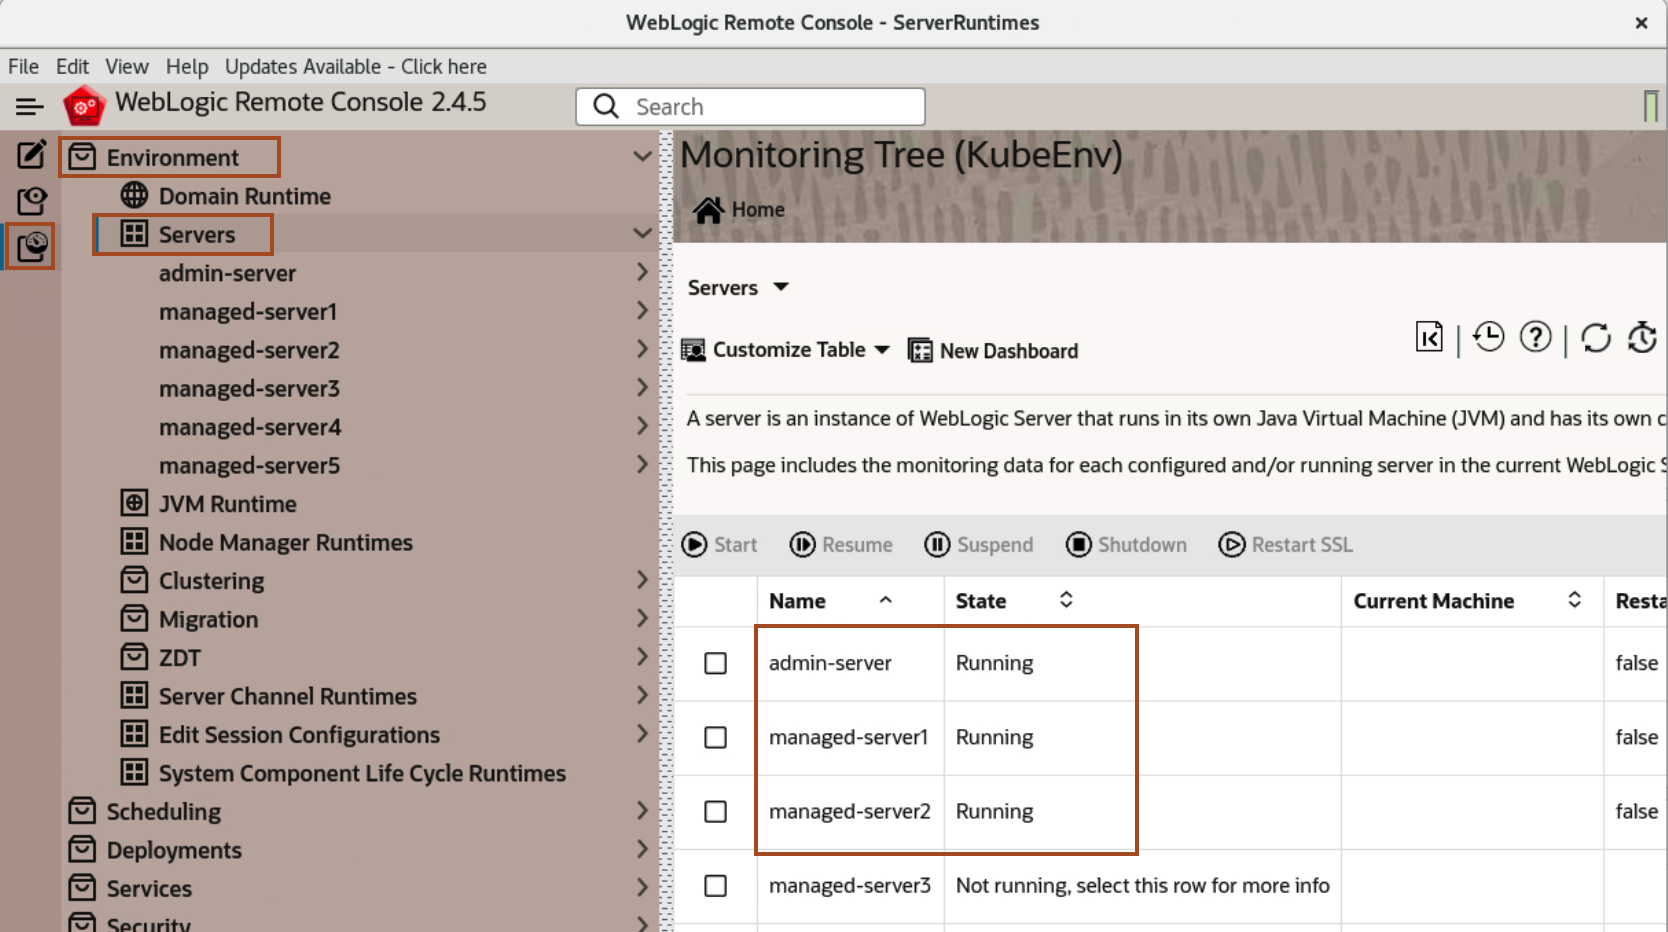 WebLogic Remote Console - ServerRuntimes
File Edit View Help Updates Available - Click here
WebLogic Remote Console 2.4.5
Search
Environment
Domain Runtime
Servers
admin-server
managed-server1
managed-server2
managed-server3
managed-server4
managed-server5
JVM Runtime
Node Manager Runtimes
Clustering
Migration
ZDT
Server Channel Runtimes
Edit Session Configurations
System Component Life Cycle Runtimes
Scheduling
Deployments
Services
Security
Monitoring Tree (KubeEnv)
Home
Servers
Customize Table New Dashboard
A server is an instance of WebLogic Server that runs in its own Java Virtual Machine (JVM) and has its own c
This page includes the monitoring data for each configured and/or running server in the current WebLogic S
Start Resume Suspend Shutdown Restart SSL
Name State Current Machine Resta
admin-server Running false
managed-server1 Running false
managed-server2 Running false
managed-server3 Not running, select this row for more info